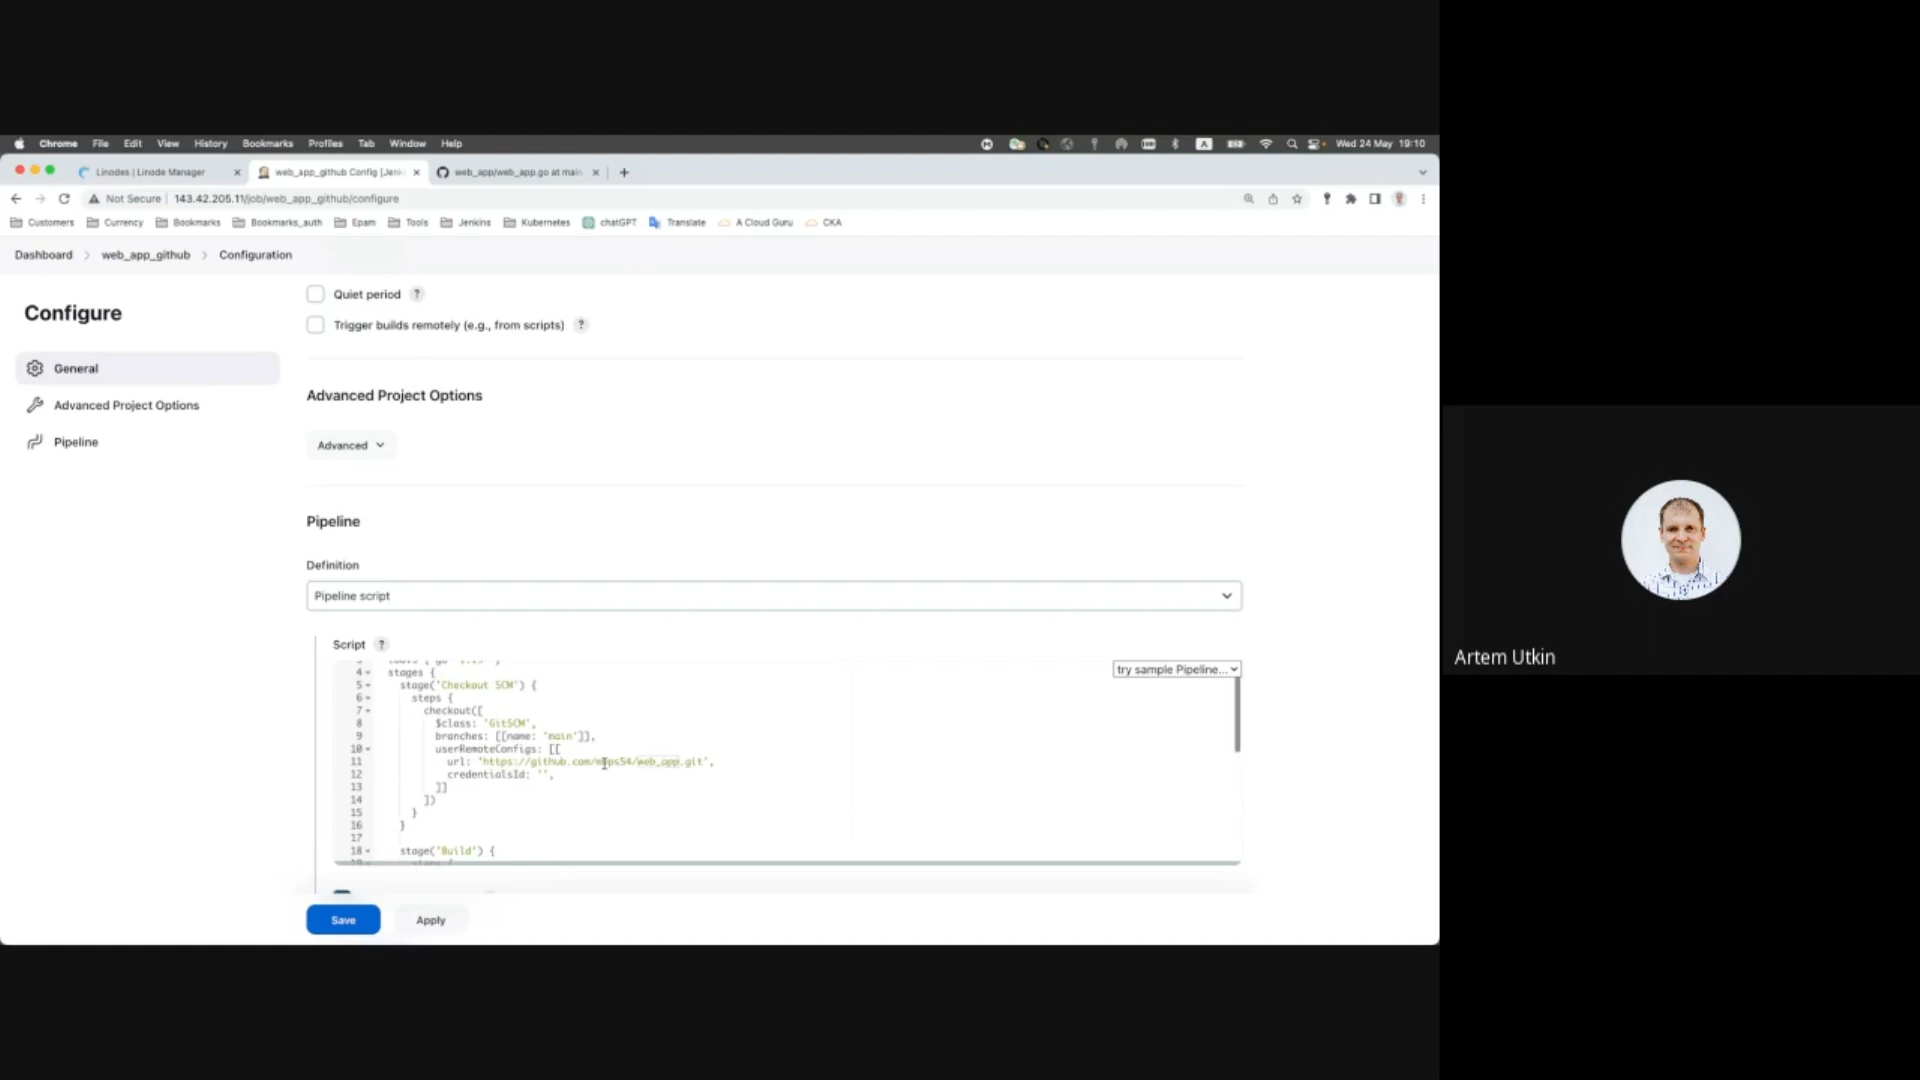 Chrome File Edit View History Bookmarks Profiles Tab Window Help
A
Wed 24 May 19:10
Linodes | Linode Manager
web_app_github Config [Jenk
web_app/web_app.go at main
Not Secure | 143.42.205.11/job/web_app_github/configure
Customers Currency Bookmarks Bookmarks_auth Epam Tools Jenkins Kubernetes chatGPT Translate A Cloud Guru CKA
Dashboard > web_app_github > Configuration
Configure
General
Advanced Project Options
Pipeline
Quiet period ?
Trigger builds remotely (e.g., from scripts) ?
Advanced Project Options
Advanced
Pipeline
Definition
Pipeline script
Script ?
try sample Pipeline...
4 stages {
5 stage('Checkout SCM') {
6 steps {
7 checkout([
8 $class: 'GitSCM',
9 branches: [[name: 'main']],
10 userRemoteConfigs: [[
11 url:
12 credentialsId: '',
13 ]]
14 ])
15 }
16 }
17
18 stage('Build') {
Save
Apply
Artem Utkin